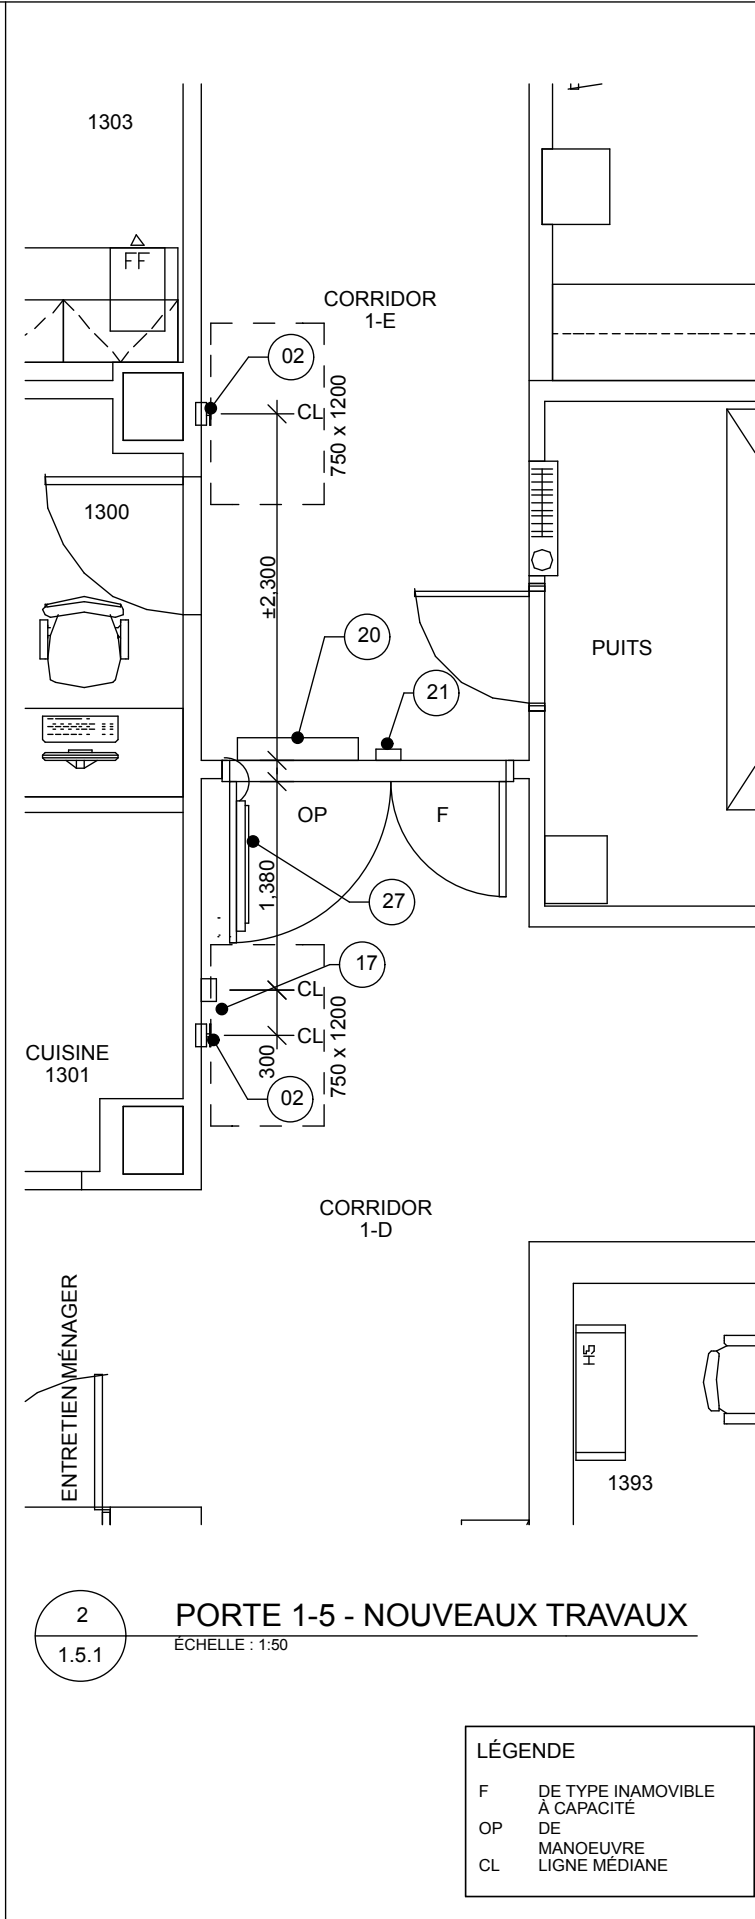 1303
FF
CORRIDOR
1-E
02
CL
750 x 1200
1300
±2,300
20
PUITS
21
OP
F
1,380
27
17
CL
CL
300
750 x 1200
02
CUISINE
1301
CORRIDOR
1-D
ENTRETIEN MÉNAGER
H5
1393
2
1.5.1
PORTE 1-5 - NOUVEAUX TRAVAUX
ÉCHELLE : 1:50
LÉGENDE
F DE TYPE INAMOVIBLE
À CAPACITÉ
OP DE
MANOEUVRE
CL LIGNE MÉDIANE